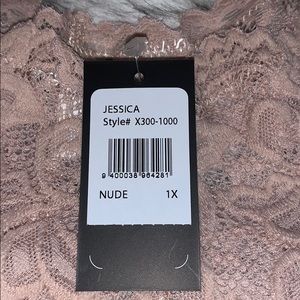 JESSICA
Style# X300-1000
9 400038 964281
NUDE 1X